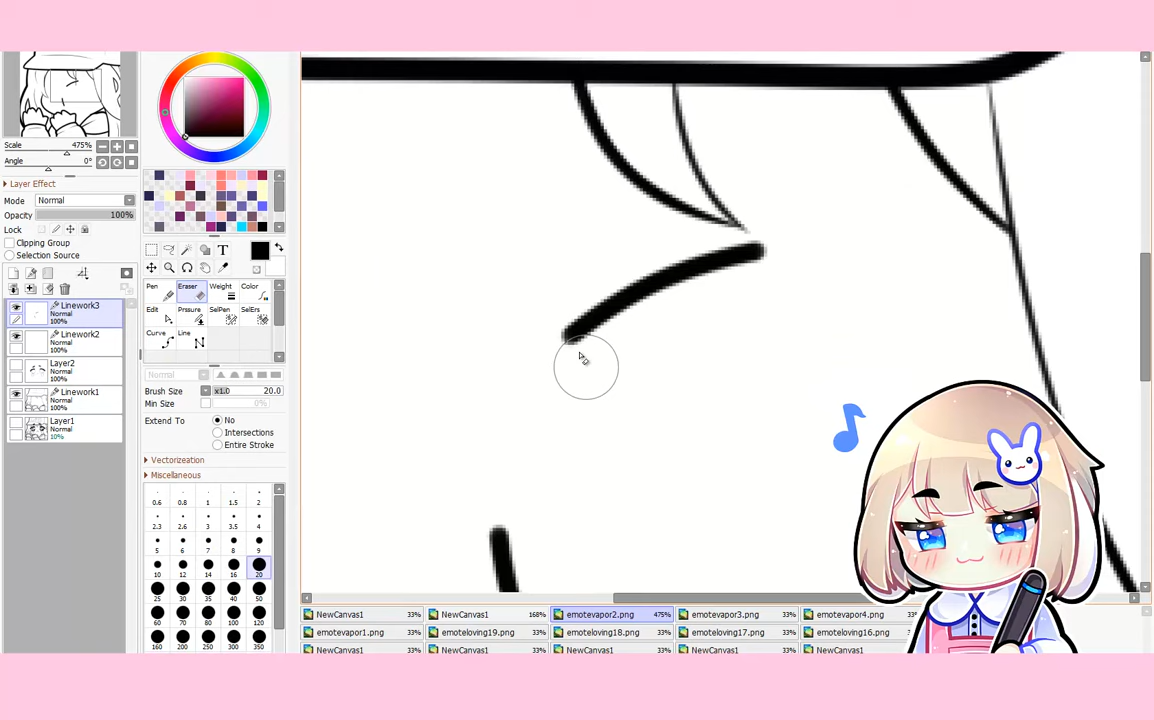 Scale 475%
Angle 0°
Layer Effect
Mode Normal
Opacity 100%
Lock
Clipping Group
Selection Source
Linework3
Normal
100%
Linework2
Normal
100%
Layer2
Normal
100%
Linework1
Normal
100%
Layer1
Normal
10%
T
Pen Eraser Weight Color
Edit Prssure SelPen SelErs
Curve Line
Normal
Brush Size x1.0 20.0
Min Size 0%
Extend To No
Intersections
Entire Stroke
Vectorizeation
Miscellaneous
0.6 0.8 1 1.5 2
2.3 2.6 3 3.5 4
5 6 7 8 9
10 12 14 16 20
25 30 35 40 50
60 70 80 100 120
160 200 250 300 350
NewCanvas1 33% NewCanvas1 168% emotevapor2.png 475% emotevapor3.png 33% emotevapor4.png 33%
emotevapor1.png 33% emoteloving19.png 33% emoteloving18.png 33% emoteloving17.png 33% emoteloving16.png 33%
NewCanvas1 33% NewCanvas1 33% NewCanvas1 33% NewCanvas1 33% NewCanvas1